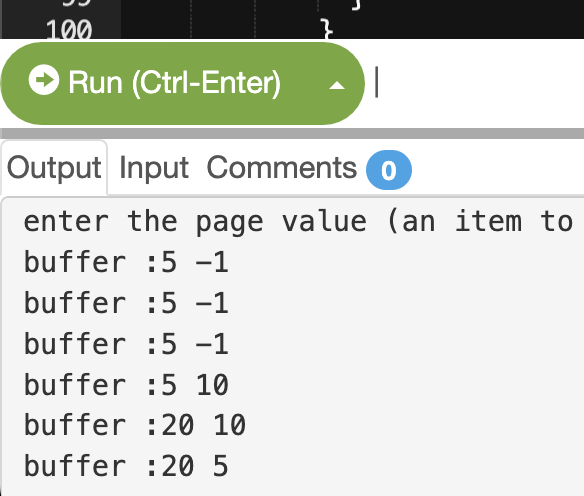 100
}
Run (Ctrl-Enter)
Output Input Comments 0
enter the page value (an item to
buffer :5 -1
buffer :5 -1
buffer :5 -1
buffer :5 10
buffer :20 10
buffer :20 5